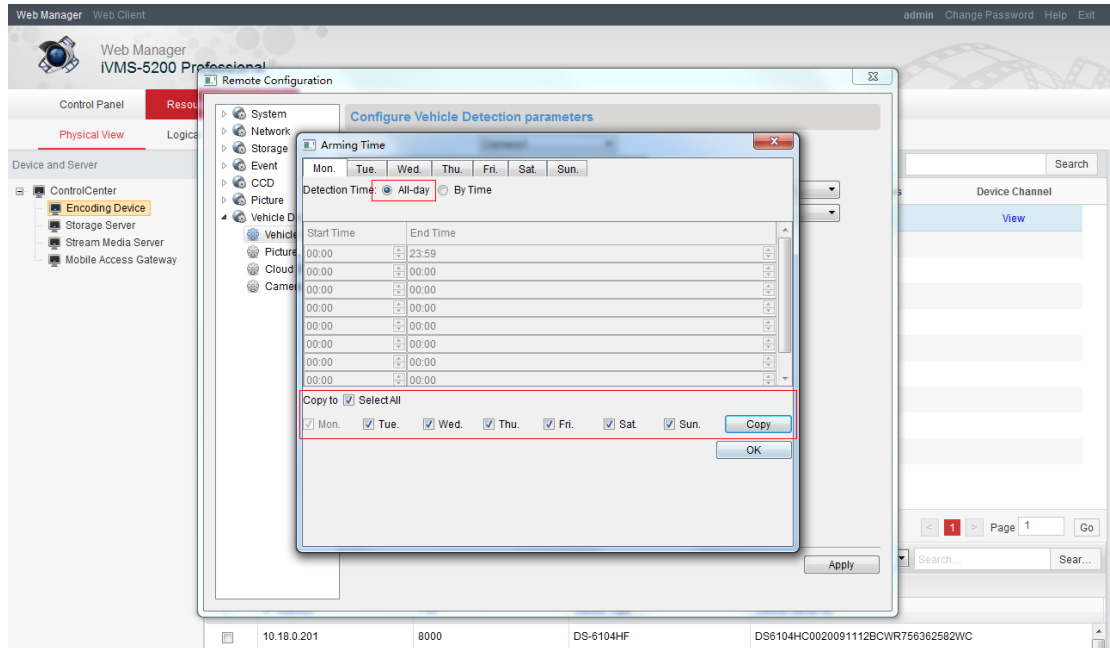 Web Manager Web Client admin Change Password Help Exit
Web Manager
iVMS-5200 Professional
Remote Configuration
Control Panel
Physical View
Device and Server
ControlCenter
Encoding Device
Storage Server
Stream Media Server
Mobile Access Gateway
System
Network
Storage
Event
CCD
Picture
Configure Vehicle Detection parameters
Arming Time
Mon. Tue. Wed. Thu. Fri. Sat. Sun.
Detection Time: All-day By Time
Start Time End Time
00:00 23:59
00:00 00:00
00:00 00:00
00:00 00:00
00:00 00:00
00:00 00:00
00:00 00:00
00:00 00:00
Copy to Select All
Mon. Tue. Wed. Thu. Fri. Sat. Sun. Copy
OK
Apply
Search
Device Channel
View
< 1 > Page 1 Go
Search... Sear...
10.18.0.201 8000 DS-6104HF DS6104HC0020091112BCWR756362582WC